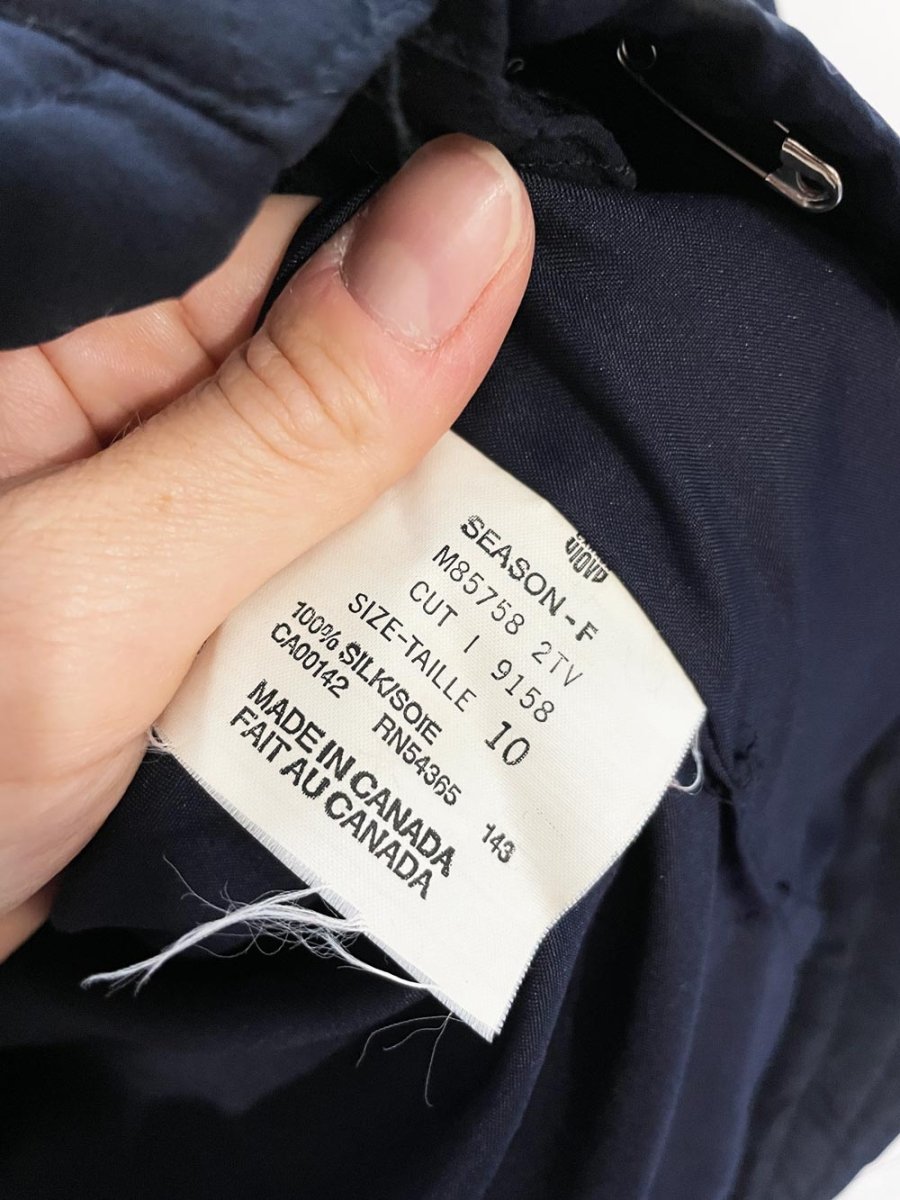 SEASON-F
M85758 2TV
CUT I 9158
SIZE-TAILLE 10
100% SILK/SOIE
CA00142 RN54365
MADE IN CANADA 143
FAIT AU CANADA